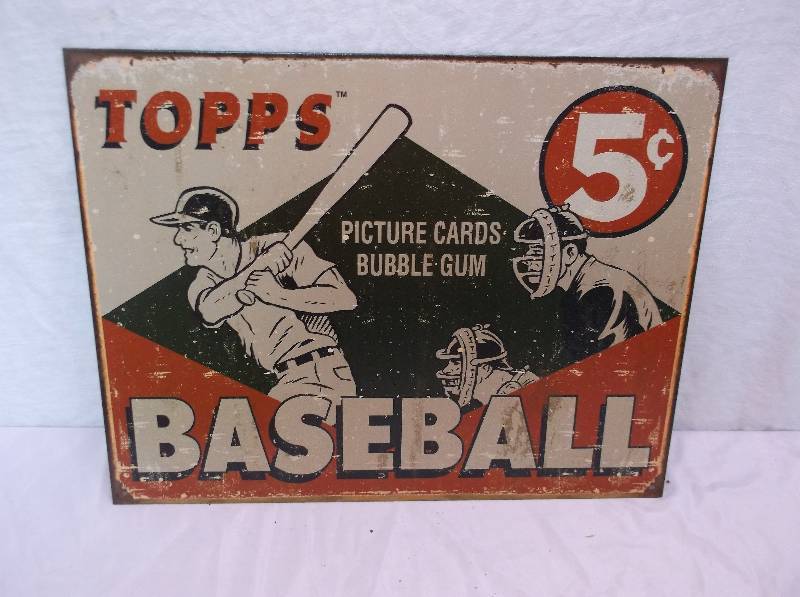 TOPPS™
5¢
PICTURE CARDS
BUBBLE GUM
BASEBALL